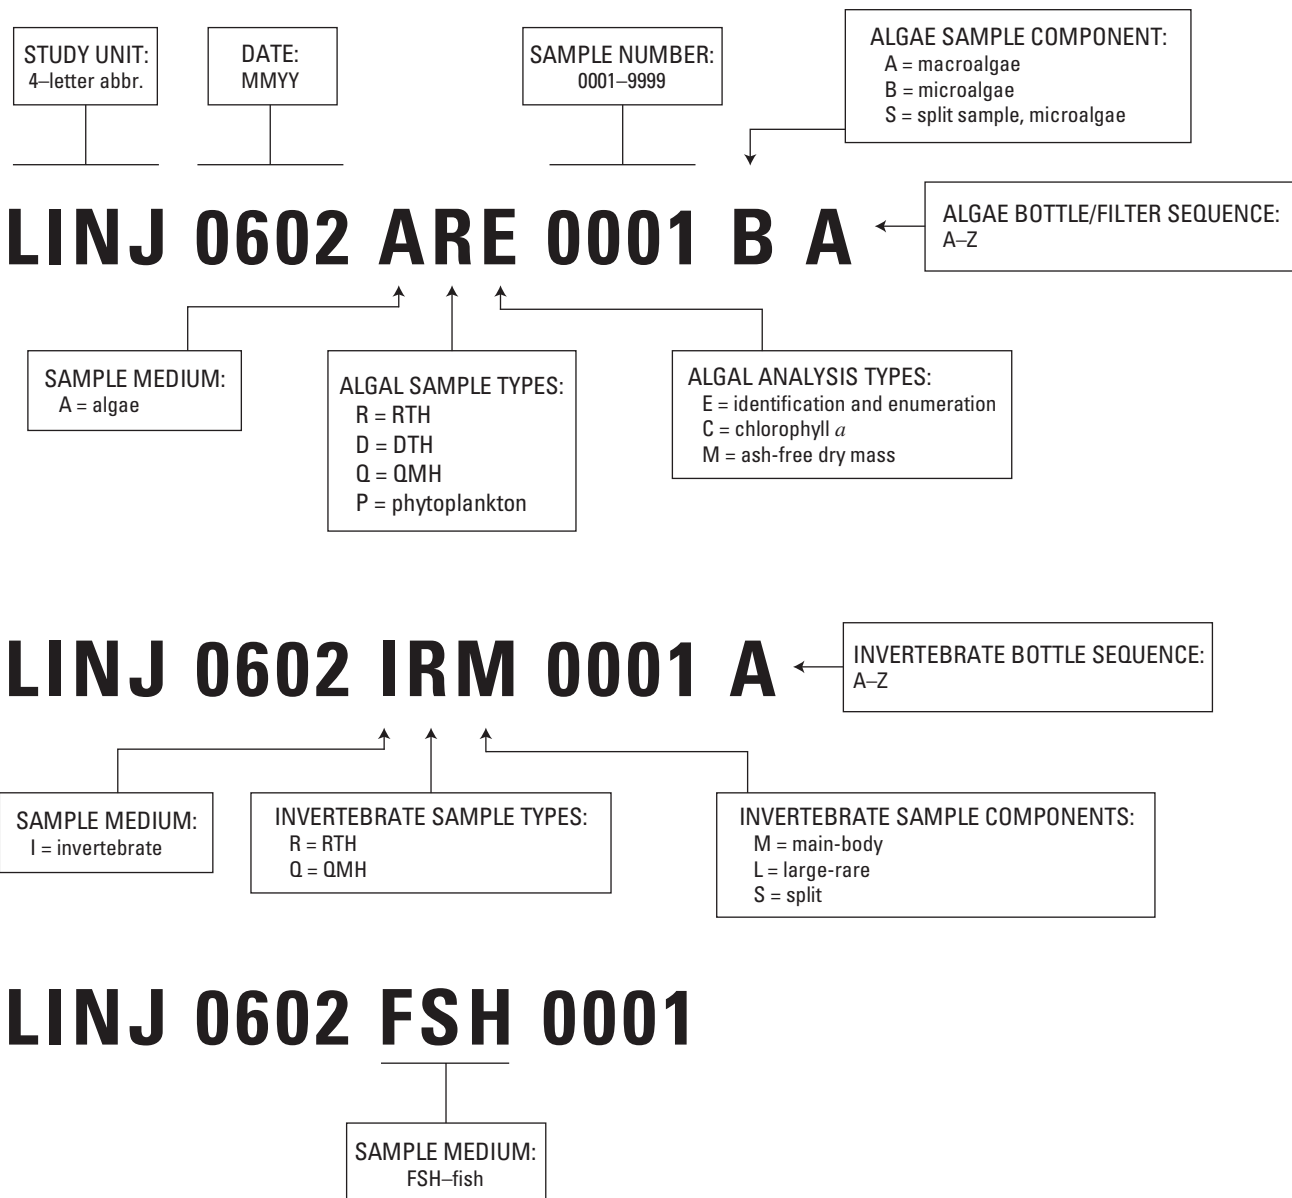 STUDY UNIT:
4–letter abbr.
DATE:
MMYY
SAMPLE NUMBER:
0001–9999
ALGAE SAMPLE COMPONENT:
A = macroalgae
B = microalgae
S = split sample, microalgae
LINJ 0602 ARE 0001 B A
ALGAE BOTTLE/FILTER SEQUENCE:
A–Z
SAMPLE MEDIUM:
A = algae
ALGAL SAMPLE TYPES:
R = RTH
D = DTH
Q = QMH
P = phytoplankton
ALGAL ANALYSIS TYPES:
E = identification and enumeration
C = chlorophyll a
M = ash-free dry mass
LINJ 0602 IRM 0001 A
INVERTEBRATE BOTTLE SEQUENCE:
A–Z
SAMPLE MEDIUM:
I = invertebrate
INVERTEBRATE SAMPLE TYPES:
R = RTH
Q = QMH
INVERTEBRATE SAMPLE COMPONENTS:
M = main-body
L = large-rare
S = split
LINJ 0602 FSH 0001
SAMPLE MEDIUM:
FSH–fish